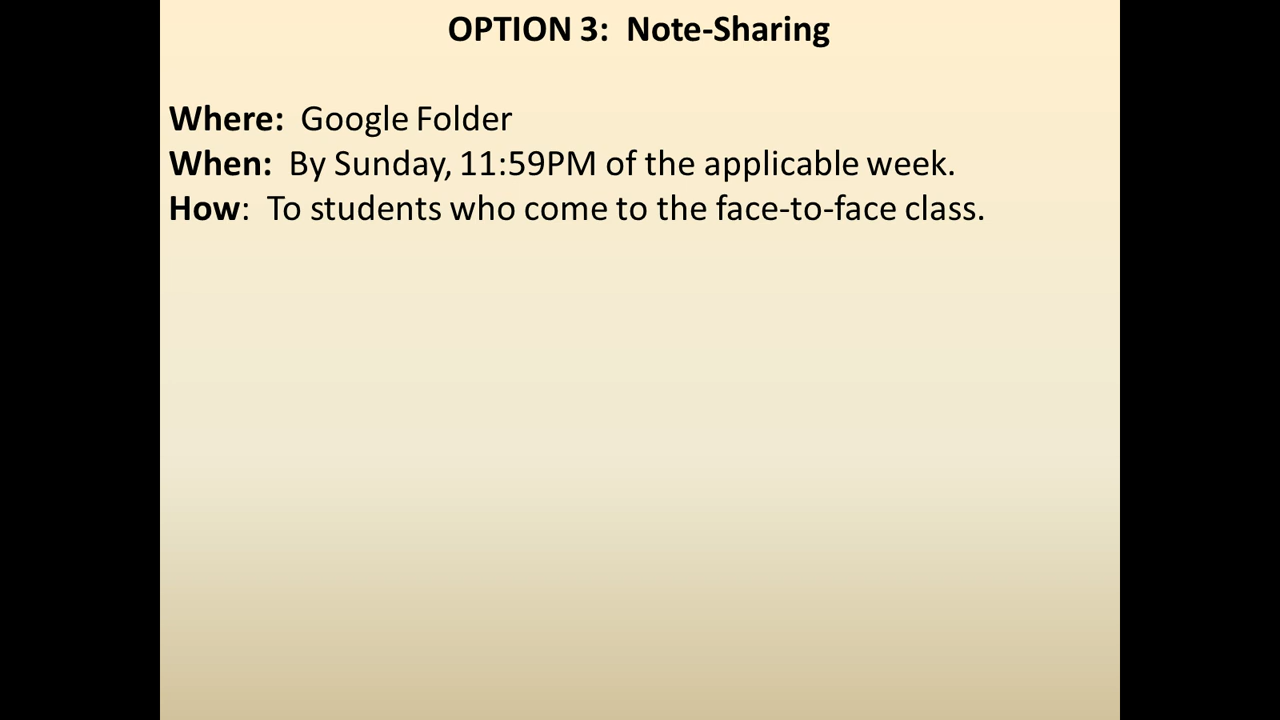 OPTION 3:  Note-Sharing
Where:  Google Folder
When:  By Sunday, 11:59PM of the applicable week.
How:  To students who come to the face-to-face class.